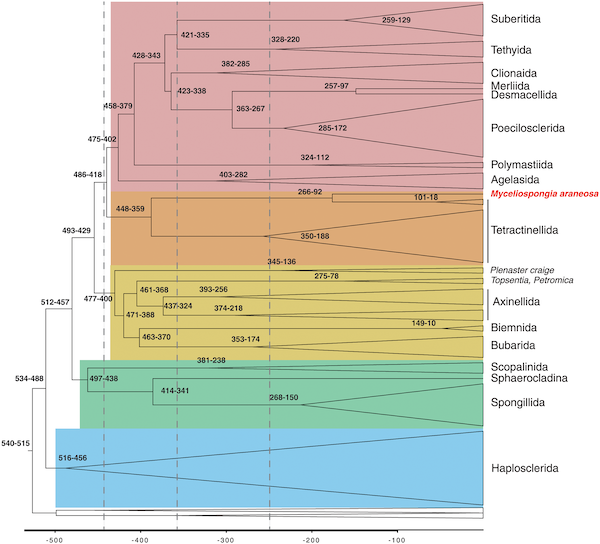 259-129
Suberitida
421-335
328-220
Tethyida
428-343
382-285
Clionaida
423-338
257-97
Merliida
Desmacellida
458-379
363-267
285-172
Poecilosclerida
475-402
324-112
Polymastiida
486-418
403-282
Agelasida
266-92
Myceliospongia araneosa
101-18
448-359
493-429
350-188
Tetractinellida
345-136
Plenaster craige
275-78
Topsentia, Petromica
461-368
393-256
477-400
437-324
Axinellida
374-218
512-457
471-388
149-10
Biemnida
463-370
353-174
Bubarida
381-238
Scopalinida
534-488
497-438
Sphaerocladina
414-341
268-150
Spongillida
540-515
516-456
Haplosclerida
-500 -400 -300 -200 -100